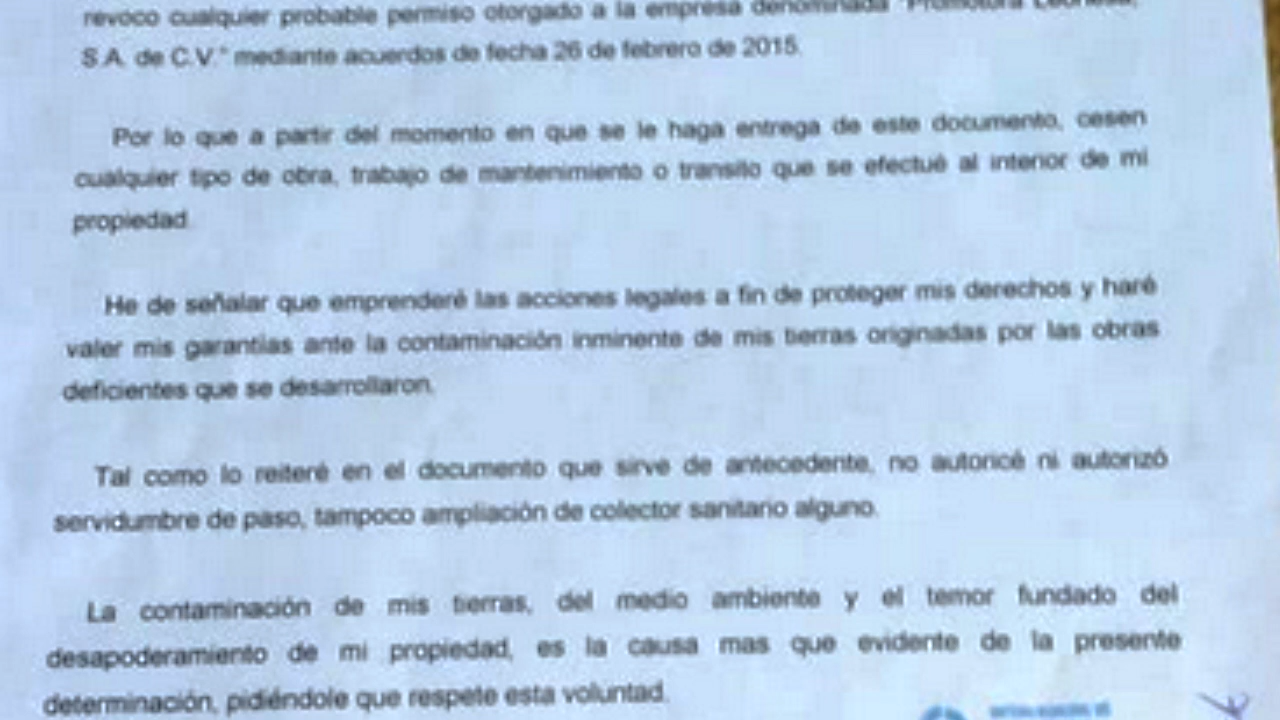 revoco cualquier probable permiso otorgado a la empresa denominada "Promotora Leonesa,
S.A. de C.V." mediante acuerdos de fecha 26 de febrero de 2015.
Por lo que a partir del momento en que se le haga entrega de este documento, cesen
cualquier tipo de obra, trabajo de mantenimiento o transito que se efectué al interior de mi
propiedad.
He de señalar que emprenderé las acciones legales a fin de proteger mis derechos y haré
valer mis garantías ante la contaminación inminente de mis tierras originadas por las obras
deficientes que se desarrollaron.
Tal como lo reiteré en el documento que sirve de antecedente, no autoricé ni autorizó
servidumbre de paso, tampoco ampliación de colector sanitario alguno.
La contaminación de mis tierras, del medio ambiente y el temor fundado del
desapoderamiento de mi propiedad, es la causa mas que evidente de la presente
determinación, pidiéndole que respete esta voluntad.